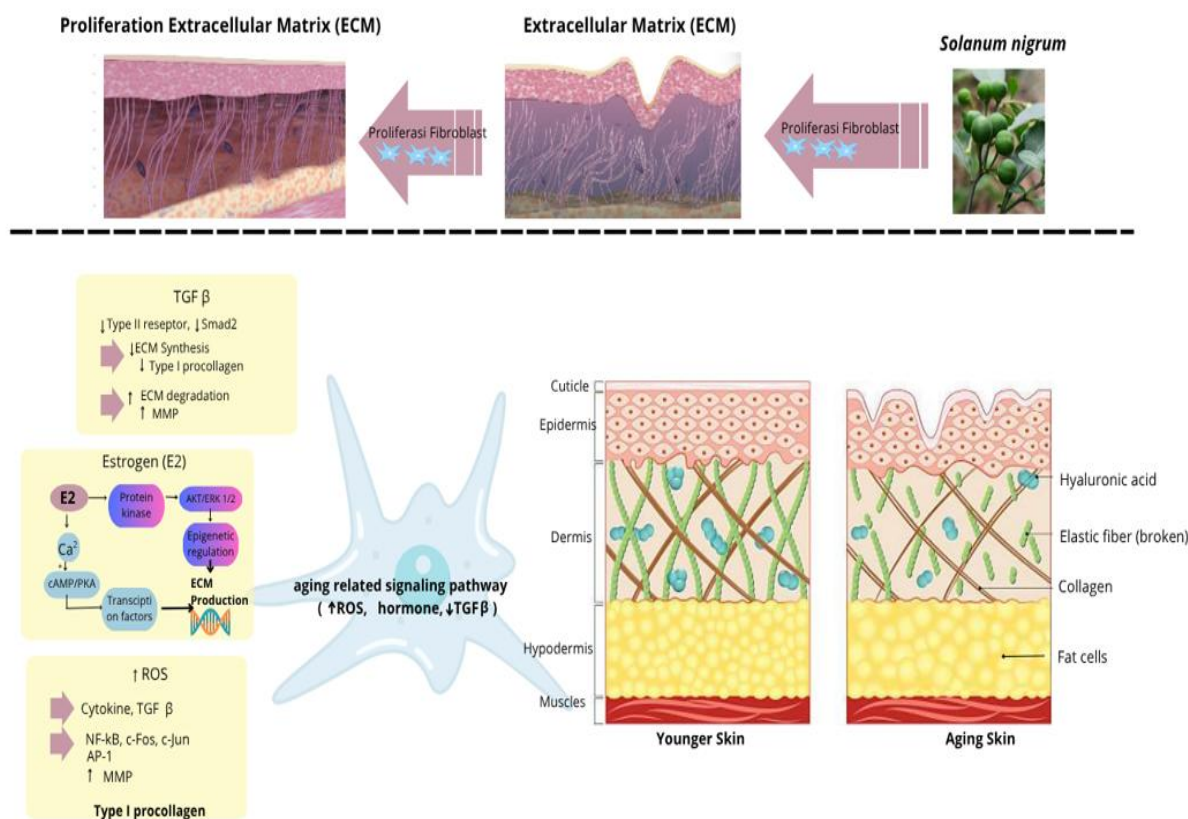 Proliferation Extracellular Matrix (ECM)
Extracellular Matrix (ECM)
Solanum nigrum
Proliferasi Fibroblast
Proliferasi Fibroblast
TGF β
↓Type II reseptor, ↓Smad2
↓ECM Synthesis
↓ Type I procollagen
↑ ECM degradation
↑ MMP
Estrogen (E2)
E2
Protein
kinase
AKT/ERK 1/2
Ca²
Epigenetic
regulation
cAMP/PKA
Transcipti
on factors
ECM
Production
↑ ROS
Cytokine, TGF β
NF-kB, c-Fos, c-Jun
AP-1
↑ MMP
Type I procollagen
aging related signaling pathway
( ↑ROS, hormone,↓TGFβ )
Cuticle
Epidermis
Dermis
Hypodermis
Muscles
Younger Skin
Hyaluronic acid
Elastic fiber (broken)
Collagen
Fat cells
Aging Skin